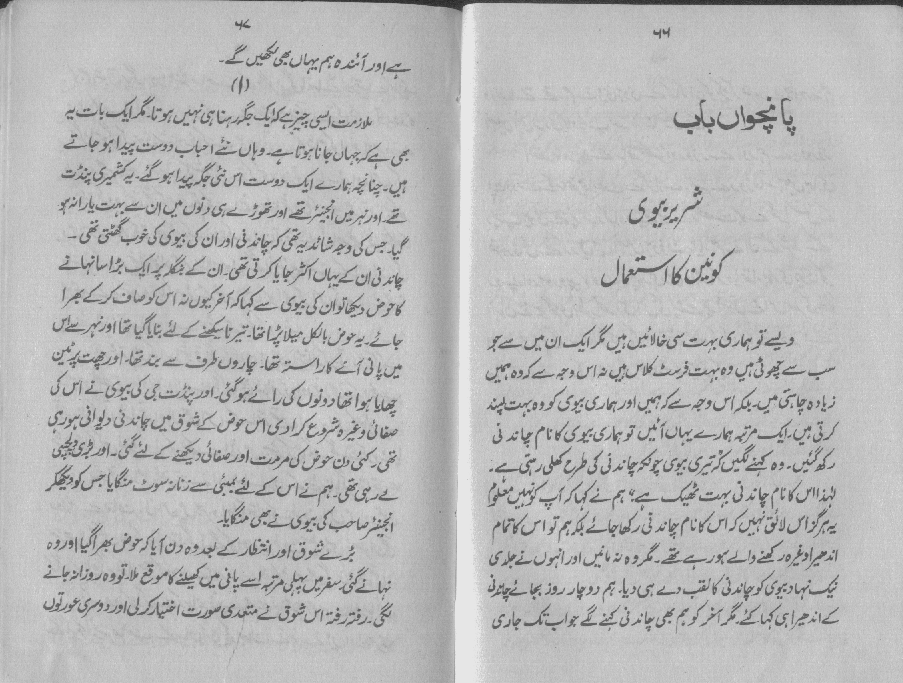 ۶۶
پانچواں باب
شریر بیوی
کونین کا استعمال
ویسے تو ہماری بہت سی خالائیں ہیں مگر ایک ان میں سے جو
سب سے چھوٹی ہیں وہ بہت فرسٹ کلاس ہیں نہ اس وجہ سے کہ وہ ہمیں
زیادہ چاہتی ہیں۔ بلکہ اس وجہ سے کہ ہمیں اور ہماری بیوی کو وہ بہت پسند
کرتی ہیں۔ ایک مرتبہ ہمارے یہاں آئیں تو ہماری بیوی کا نام چاندنی
رکھ گئیں۔ وہ کہنے لگیں کہ تیری بیوی چونکہ چاندنی کی طرح کھلی رہتی ہے۔
لہٰذا اس کا نام چاندنی بہت ٹھیک ہے؟ ہم نے کہا کہ آپ کو نہیں معلوم
یہ ہرگز اس لائق نہیں کہ اس کا نام چاندنی رکھا جائے بلکہ ہم تو اس کا تمام
اندھیرا وغیرہ رکھنے والے ہو رہے تھے۔ مگر وہ نہ مانیں اور انہوں نے جلدی
نیک نہاد بیوی کو چاندنی کا لقب دے ہی دیا۔ ہم دو چار روز بجائے چاندنی
کے اندھیرا ہی کہا کئے۔ مگر آخر کو ہم بھی چاندنی کہنے لگے جو اب تک جاری
۶۷
ہے اور آئندہ ہم یہاں بھی لکھیں گے۔
(۱)
ملازمت ایسی چیز ہے کہ ایک جگہ رہنا ہی نہیں ہوتا۔ مگر ایک بات یہ
بھی ہے کہ جہاں جانا ہوتا ہے۔ وہاں نئے احباب دوست پیدا ہو جاتے
ہیں۔ چنانچہ ہمارے ایک دوست اس نئی جگہ پیدا ہو گئے۔ یہ کشمیری پنڈت
تھے۔ اور نہر میں انجنئر تھے اور تھوڑے ہی دنوں میں ان سے بہت یارانہ ہو
گیا۔ جس کی وجہ شائد یہ تھی کہ چاندنی اور ان کی بیوی کی خوب گھٹتی تھی۔
چاندنی ان کے یہاں اکثر جایا کرتی تھی۔ ان کے بنگلہ پر ایک بڑا سا نہانے
کا حوض دیکھا تو ان کی بیوی سے کہا کہ آخر کیوں نہ اس کو صاف کر کے بھرا
جائے۔ یہ حوض بالکل میلا پڑا تھا۔ تیرنا سیکھنے کے لئے بنایا گیا تھا اور نہر سے اس
میں پانی آنے کا راستہ تھا۔ چاروں طرف سے بند تھا۔ اور چھت پر ٹین
چھایا ہوا تھا دونوں کی رائے ہو گئی۔ اور پنڈت جی کی بیوی نے اس کی
صفائی وغیرہ شروع کرا دی اس حوض کے شوق میں چاندنی دیوانی ہو رہی
تھی۔ کئی دن حوض کی مرمت اور صفائی دیکھنے کے لئے گئی۔ اور بڑی دلچسپی
لے رہی تھی۔ ہم نے اس کے لئے بمبئی سے زنانہ سوٹ منگایا جس کو دیکھ کر
انجنئر صاحب کی بیوی نے بھی منگایا۔
بڑے شوق اور انتظار کے بعد وہ دن آیا کہ حوض بھرا گیا اور وہ
نہانے گئی۔ سفر میں پہلی مرتبہ اسے پانی میں کھیلنے کا موقع ملا۔ تو وہ روزانہ جانے
لگی۔ رفتہ رفتہ اس شوق نے متعدی صورت اختیار کر لی اور دوسری عورتوں